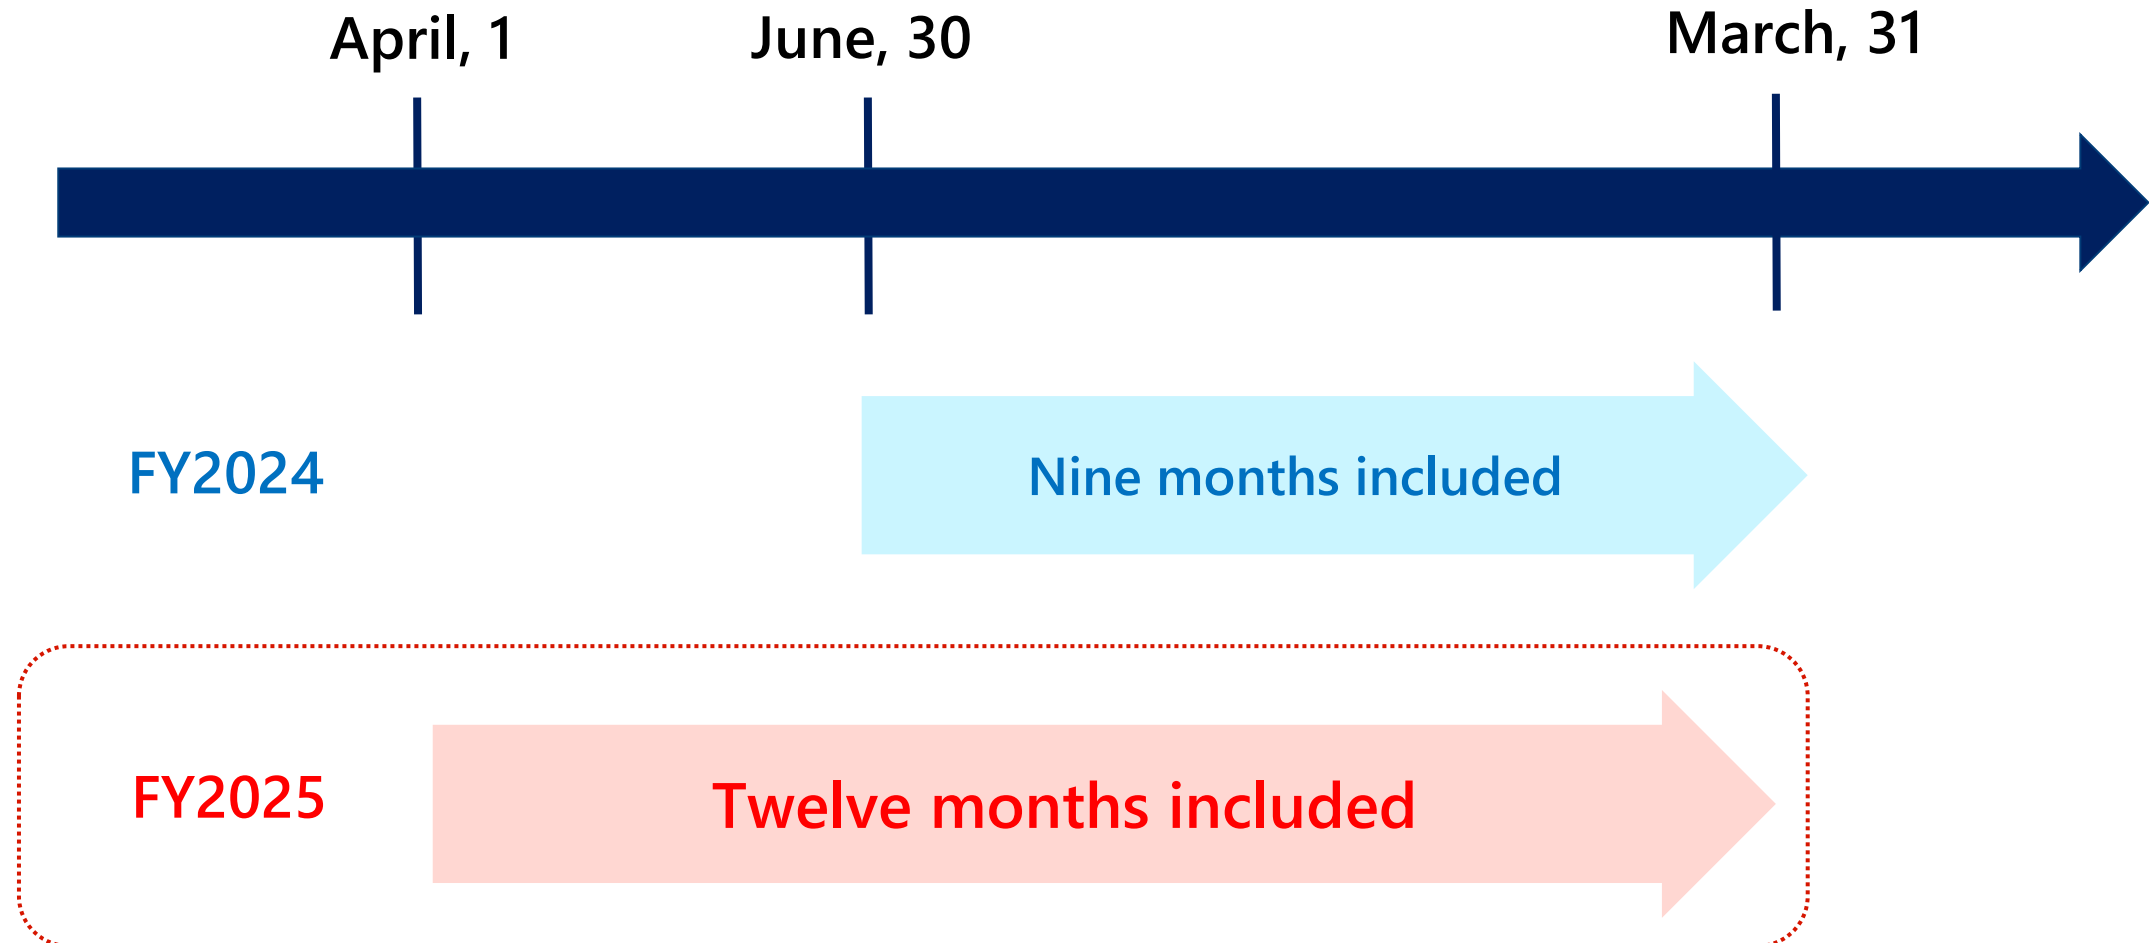 April, 1
June, 30
March, 31
FY2024
Nine months included
FY2025
Twelve months included